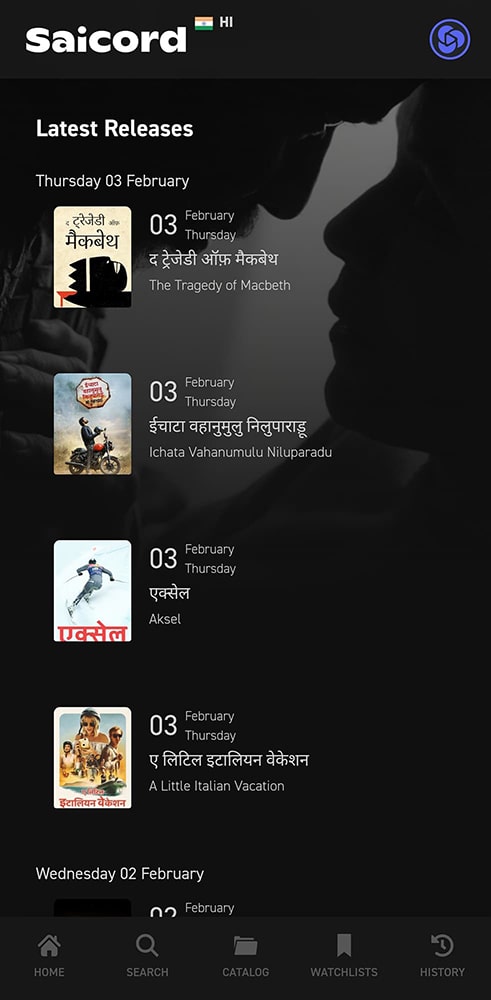 Saicord
HI
Latest Releases
Thursday 03 February
द ट्रेजेडी ऑफ़
मैकबेथ
03
February
Thursday
द ट्रेजेडी ऑफ़ मैकबेथ
The Tragedy of Macbeth
ईचाटा
वहानुमुलु
03
February
Thursday
ईचाटा वहानुमुलु निलुपाराडू
Ichata Vahanumulu Niluparadu
एक्सेल
03
February
Thursday
एक्सेल
Aksel
इटालियन वेकेशन
03
February
Thursday
ए लिटिल इटालियन वेकेशन
A Little Italian Vacation
Wednesday 02 February
02
February
HOME
SEARCH
CATALOG
WATCHLISTS
HISTORY